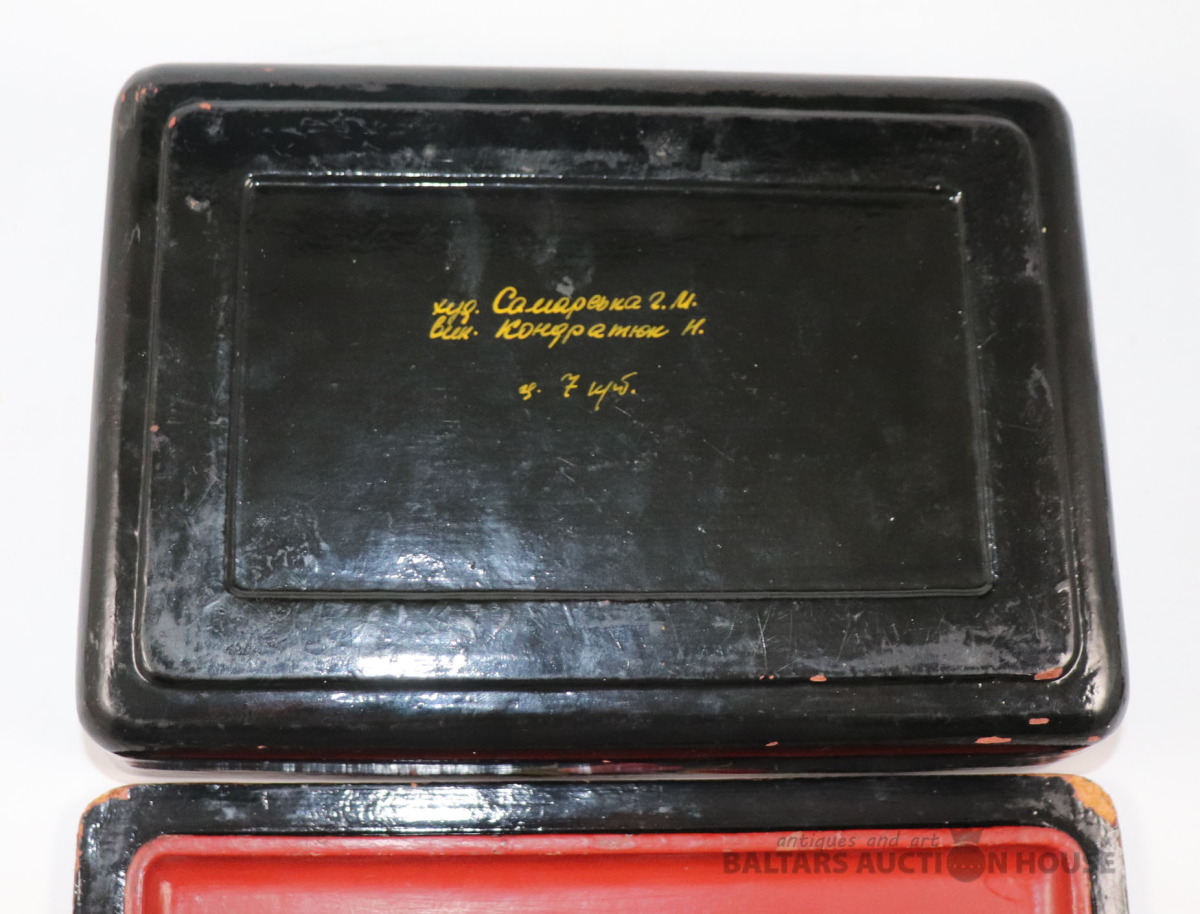 худ. Самарська Г. М.
вик. Кондратюк Н.
ц. 7 крб.
antiques and art
BALTARS AUCTION HOUSE